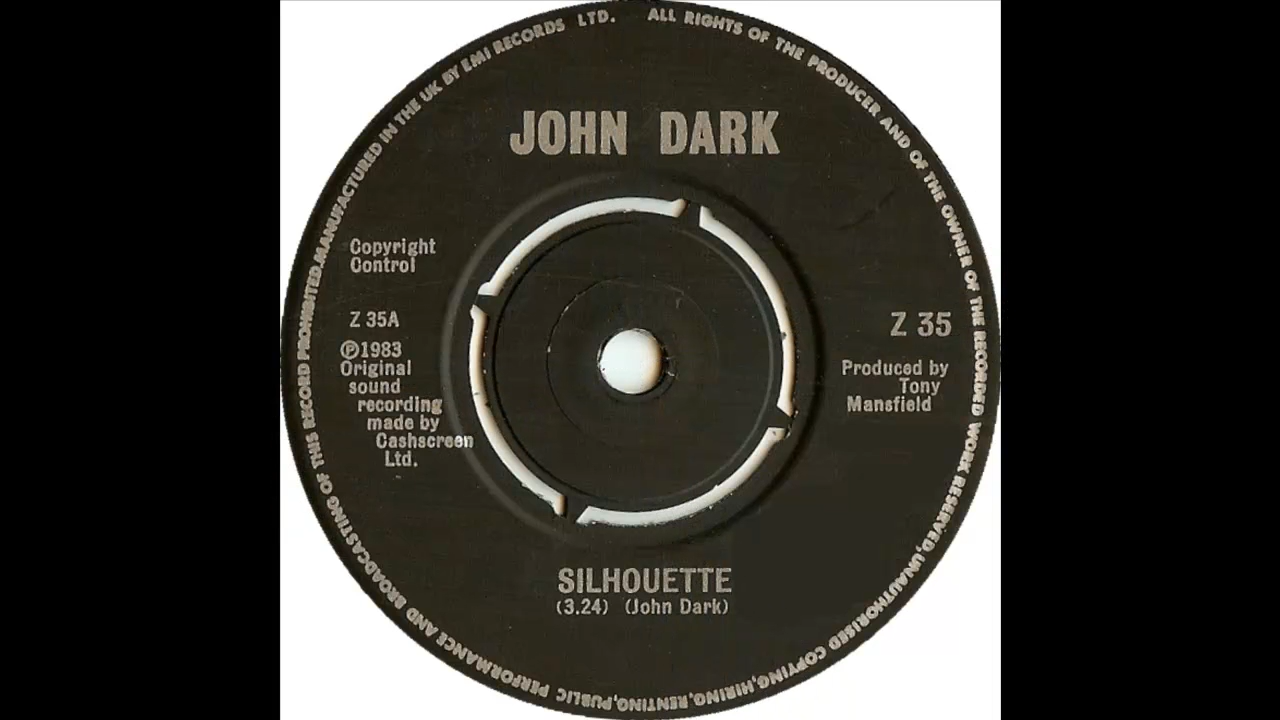 MANUFACTURED IN THE UK BY EMI RECORDS LTD. ALL RIGHTS OF THE PRODUCER AND OF THE OWNER OF THE RECORDED WORK RESERVED, UNAUTHORISED COPYING, HIRING, RENTING, PUBLIC PERFORMANCE AND BROADCASTING OF THIS RECORD PROHIBITED.
JOHN DARK
Copyright
Control
Z 35A
Ⓟ1983
Original
sound
recording
made by
Cashscreen
Ltd.
Z 35
Produced by
Tony
Mansfield
SILHOUETTE
(3.24) (John Dark)